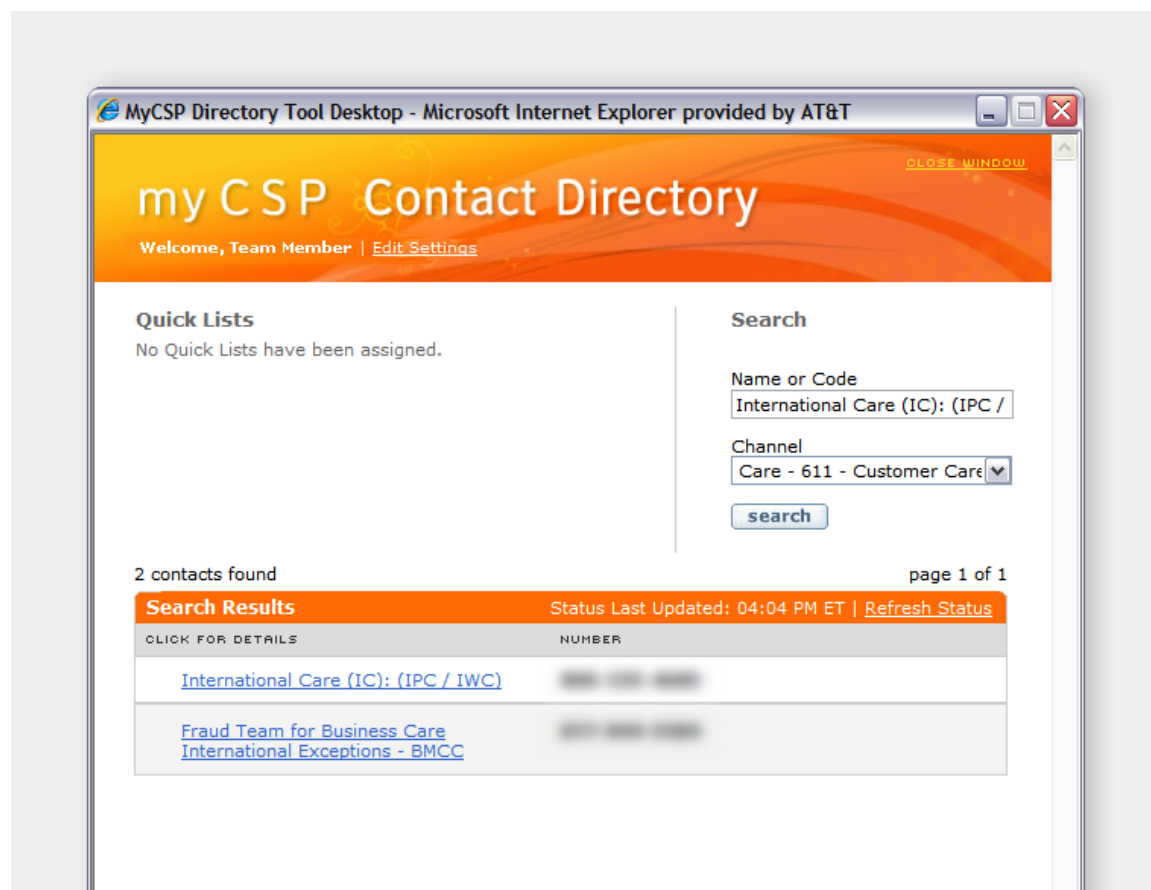 MyCSP Directory Tool Desktop - Microsoft Internet Explorer provided by AT&T
CLOSE WINDOW
my CSP Contact Directory
Welcome, Team Member | Edit Settings
Quick Lists
No Quick Lists have been assigned.
Search
Name or Code
International Care (IC): (IPC /
Channel
Care - 611 - Customer Care
search
2 contacts found
page 1 of 1
Search Results
Status Last Updated: 04:04 PM ET | Refresh Status
CLICK FOR DETAILS
NUMBER
International Care (IC): (IPC / IWC)
Fraud Team for Business Care
International Exceptions - BMCC